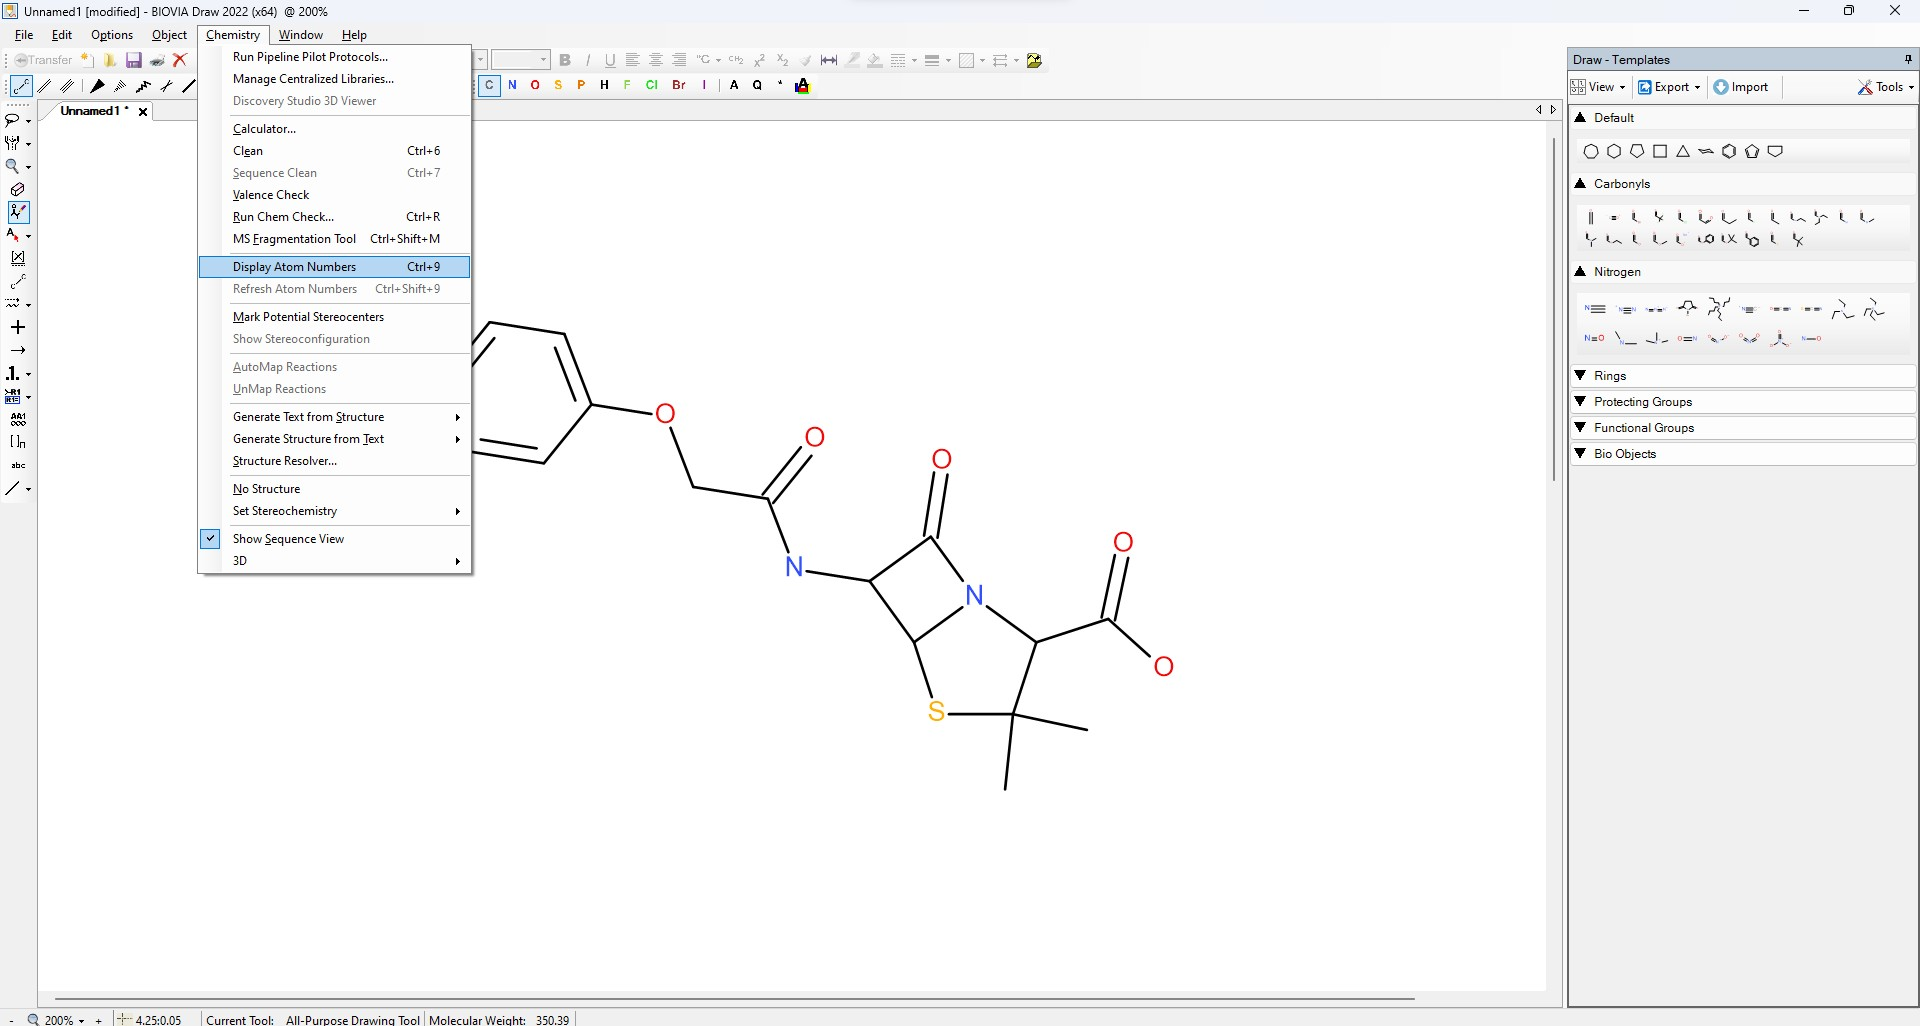 Unnamed1 [modified] - BIOVIA Draw 2022 (x64) @ 200%
File Edit Options Object Chemistry Window Help
Transfer
B I U °C CH₂ x² X₂
C N O S P H F Cl Br I A Q * A
Unnamed1 *
Run Pipeline Pilot Protocols...
Manage Centralized Libraries...
Discovery Studio 3D Viewer
Calculator...
Clean Ctrl+6
Sequence Clean Ctrl+7
Valence Check
Run Chem Check... Ctrl+R
MS Fragmentation Tool Ctrl+Shift+M
Display Atom Numbers Ctrl+9
Refresh Atom Numbers Ctrl+Shift+9
Mark Potential Stereocenters
Show Stereoconfiguration
AutoMap Reactions
UnMap Reactions
Generate Text from Structure
Generate Structure from Text
Structure Resolver...
No Structure
Set Stereochemistry
Show Sequence View
3D
O
O
O
O
N
N
O
S
Draw - Templates
View Export Import Tools
Default
Carbonyls
Nitrogen
Rings
Protecting Groups
Functional Groups
Bio Objects
- 200% + 4.25:0.05 Current Tool: All-Purpose Drawing Tool Molecular Weight: 350.39